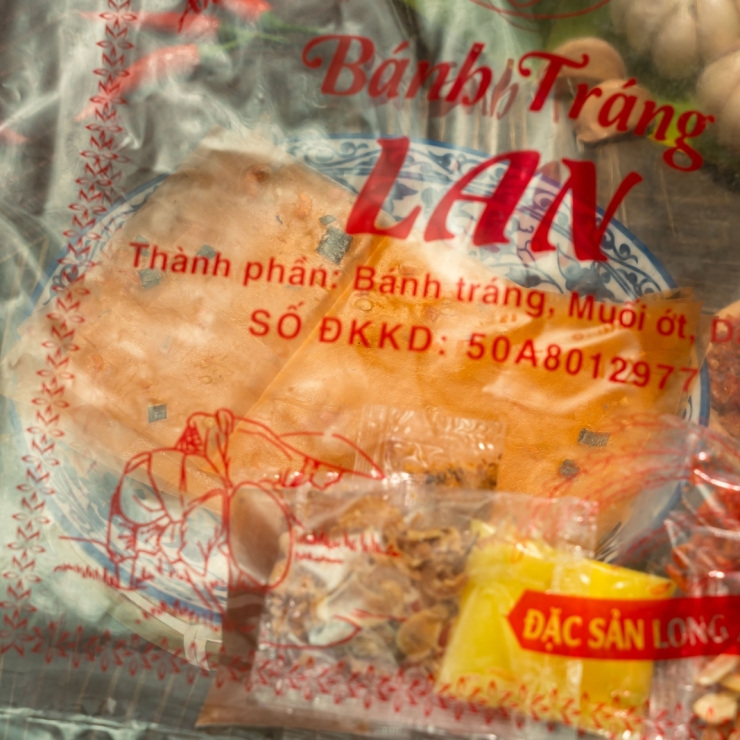 Bánh Tráng
LAN
Thành phần: Bánh tráng, Muối ớt,
SỐ ĐKKD: 50A8012977
ĐẶC SẢN LONG